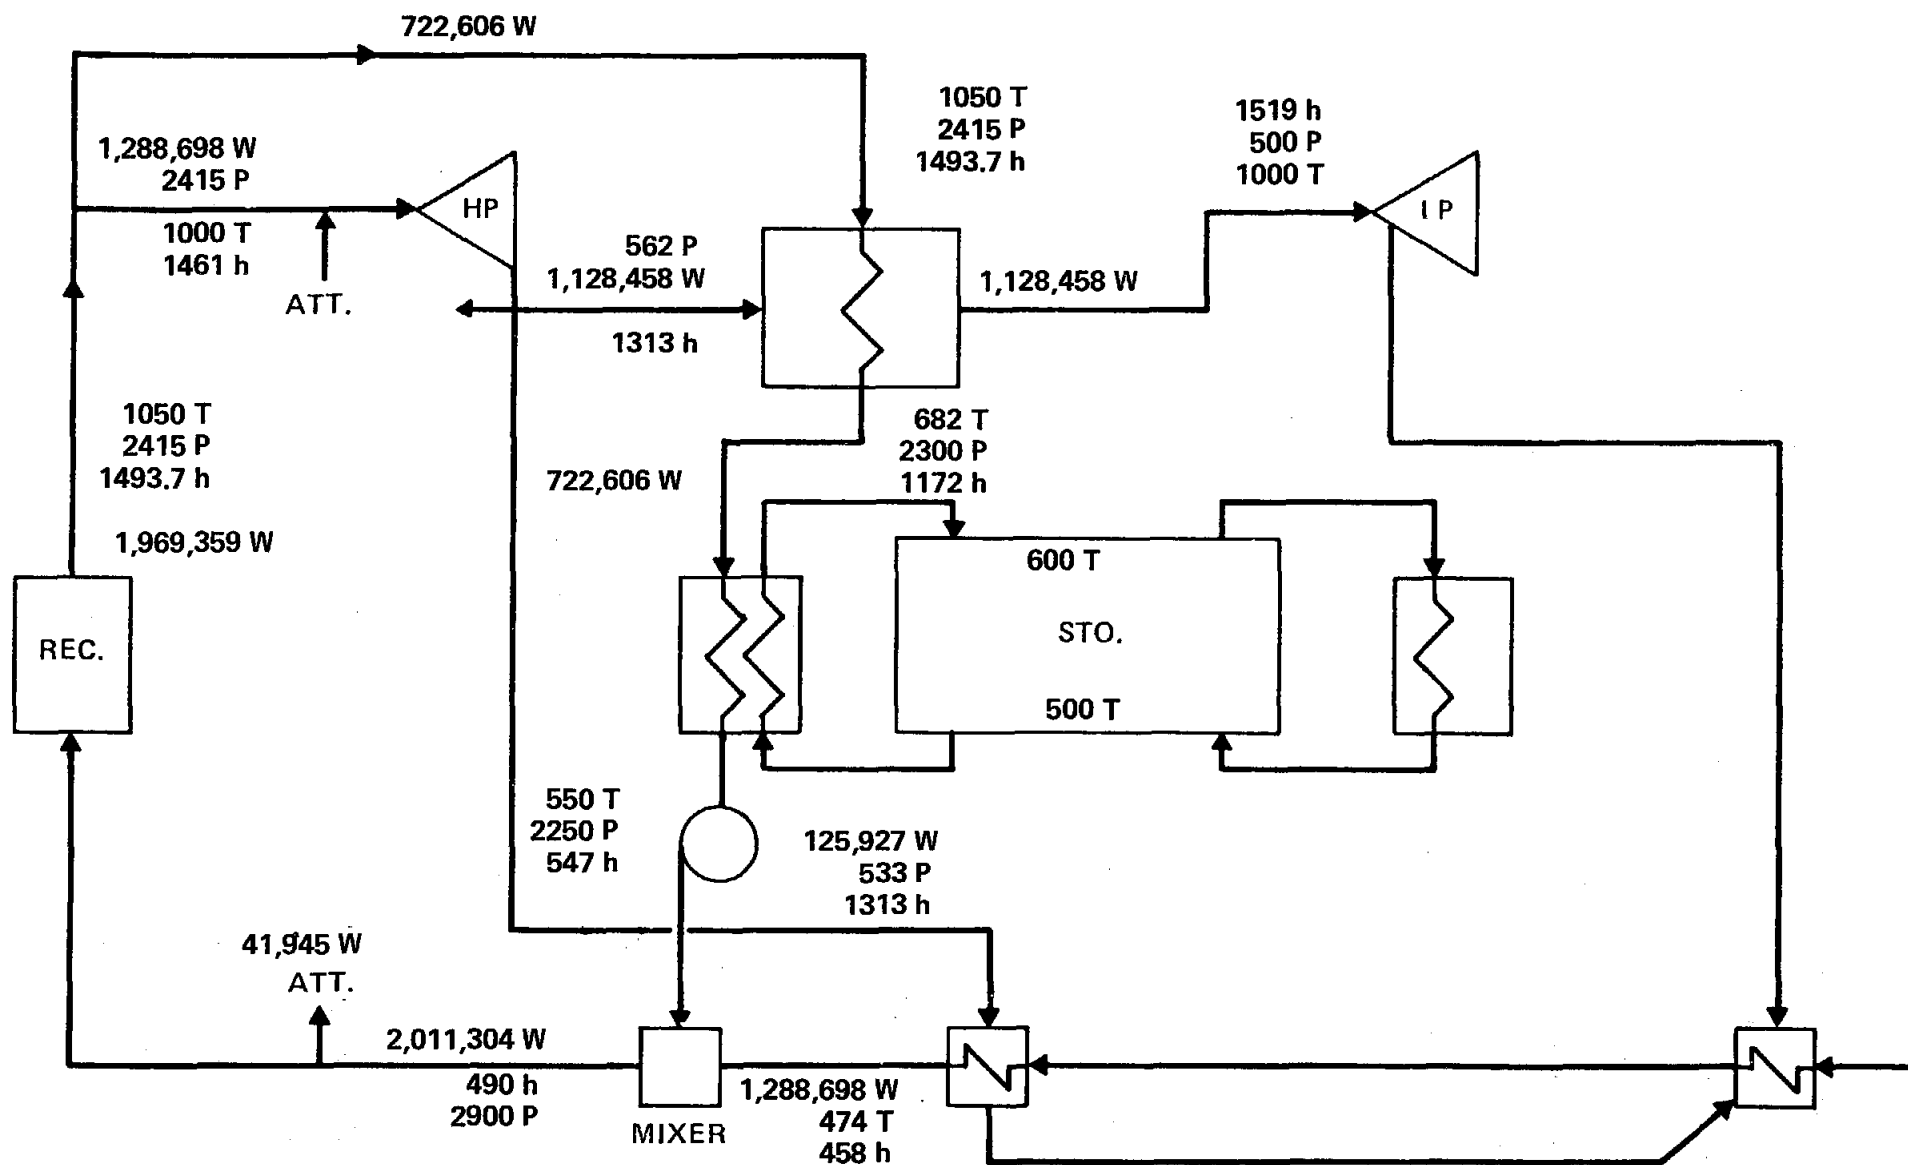 722,606 W
1050 T
2415 P
1493.7 h
1519 h
500 P
1000 T
1,288,698 W
2415 P
HP
I P
1000 T
1461 h
ATT.
562 P
1,128,458 W
1313 h
1,128,458 W
1050 T
2415 P
1493.7 h
1,969,359 W
682 T
2300 P
1172 h
722,606 W
REC.
600 T
STO.
500 T
550 T
2250 P
547 h
125,927 W
533 P
1313 h
41,945 W
ATT.
2,011,304 W
490 h
2900 P
MIXER
1,288,698 W
474 T
458 h